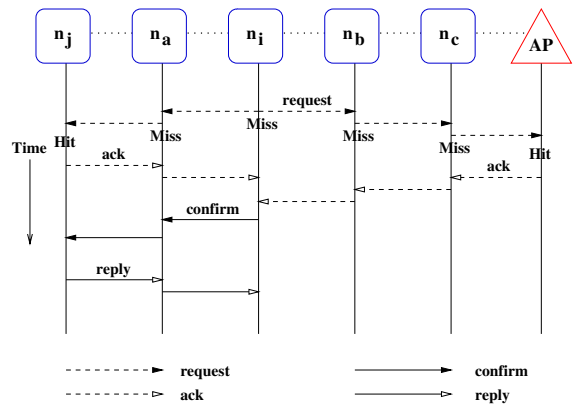 n_j n_a n_i n_b n_c AP
request
Time Hit Miss Miss Miss Miss Hit
ack ack
confirm
reply
request confirm
ack reply